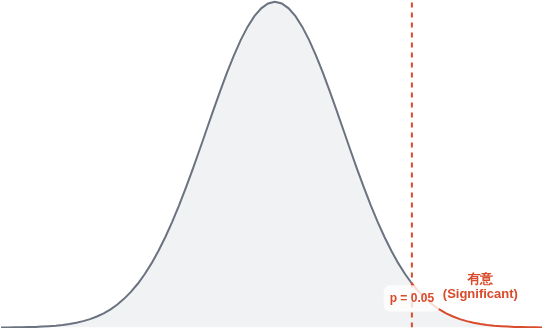 有意
(Significant)
p = 0.05